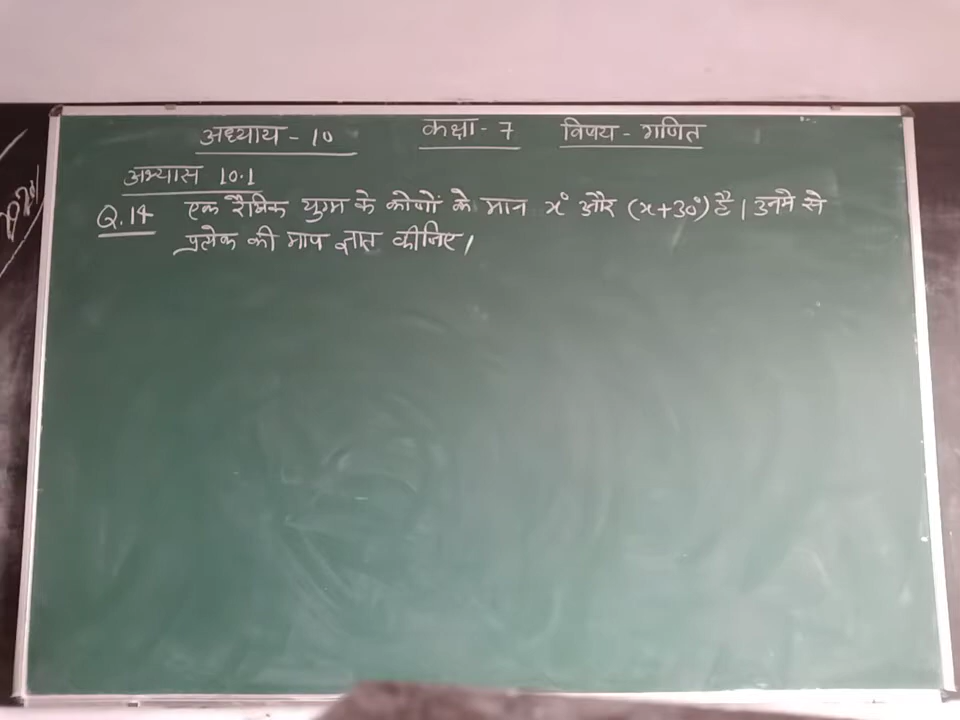 अध्याय - 10 कक्षा - 7 विषय - गणित
अभ्यास 10.1
Q.14 एक रैखिक युग्म के कोणों के मान x° और (x+30°) है। उनमे से
प्रत्येक की माप ज्ञात कीजिए।